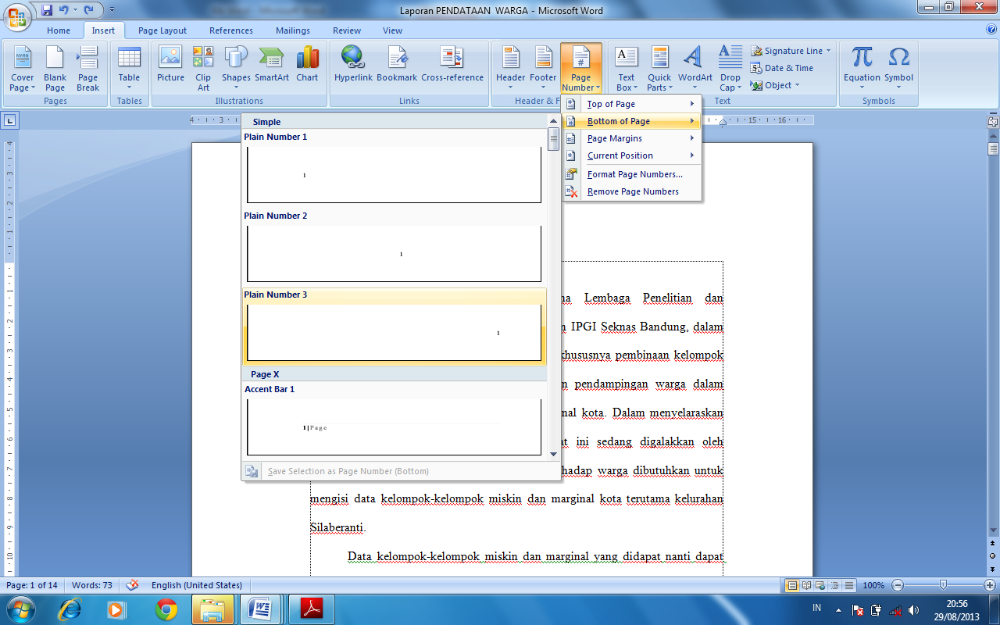 Laporan PENDATAAN WARGA - Microsoft Word
Home Insert Page Layout References Mailings Review View
Cover Page
Blank Page
Page Break
Pages
Table
Tables
Picture
Clip Art
Shapes
SmartArt
Chart
Illustrations
Hyperlink
Bookmark
Cross-reference
Links
Header
Footer
Page Number
Header & F
Text Box
Quick Parts
WordArt
Drop Cap
Signature Line
Date & Time
Object
Text
Equation
Symbol
Symbols
Top of Page
Bottom of Page
Page Margins
Current Position
Format Page Numbers...
Remove Page Numbers
Simple
Plain Number 1
1
Plain Number 2
1
Plain Number 3
1
Page X
Accent Bar 1
1|Page
Save Selection as Page Number (Bottom)
Lembaga Penelitian dan
IPGI Seknas Bandung, dalam
khususnya pembinaan kelompok
pendampingan warga dalam
kota. Dalam menyelaraskan
ini sedang digalakkan oleh
hadap warga dibutuhkan untuk
mengisi data kelompok-kelompok miskin dan marginal kota terutama kelurahan
Silaberanti.
Data kelompok-kelompok miskin dan marginal yang didapat nanti dapat
Page: 1 of 14 Words: 73 English (United States) 100%
IN
20:56
29/08/2013